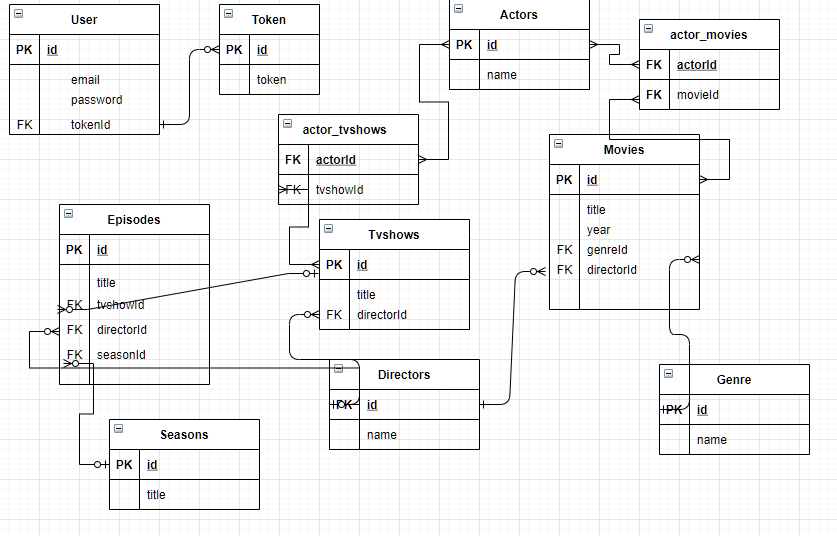 User
PK id
email
password
FK tokenId
Token
PK id
token
Actors
PK id
name
actor_movies
FK actorId
FK movieId
actor_tvshows
FK actorId
FK tvshowId
Movies
PK id
title
year
FK genreId
FK directorId
Episodes
PK id
title
FK tvshowId
FK directorId
FK seasonId
Tvshows
PK id
title
FK directorId
Directors
PK id
name
Genre
PK id
name
Seasons
PK id
title